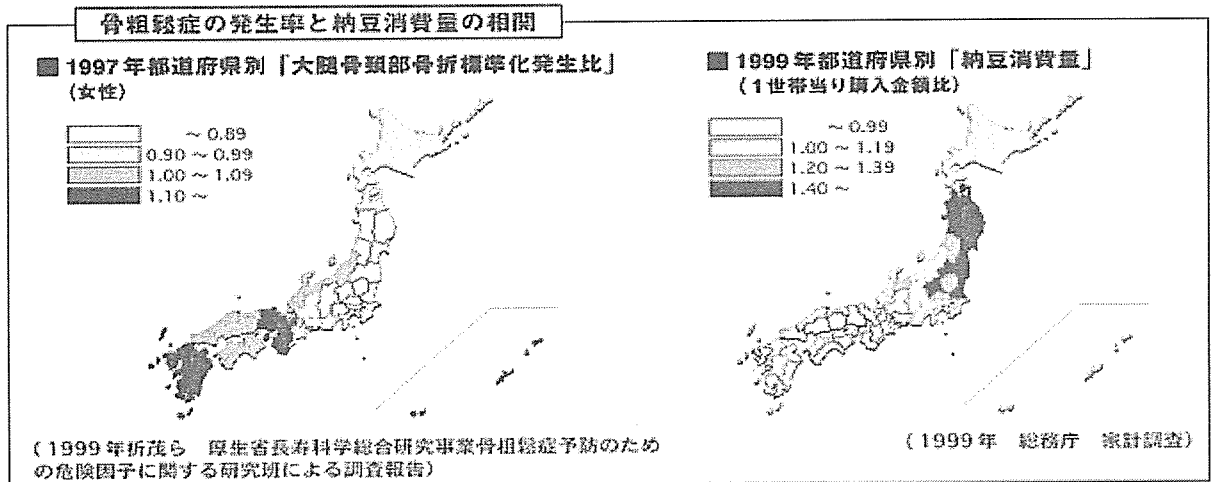 骨粗鬆症の発生率と納豆消費量の相関
■ 1997年都道府県別「大腿骨頸部骨折標準化発生比」
(女性)
～0.89
0.90～0.99
1.00～1.09
1.10～
(1999年折茂ら 厚生省長寿科学総合研究事業骨粗鬆症予防のため
の危険因子に関する研究班による調査報告)
■ 1999年都道府県別「納豆消費量」
(1世帯当り購入金額比)
～0.99
1.00～1.19
1.20～1.39
1.40～
(1999年 総務庁 家計調査)